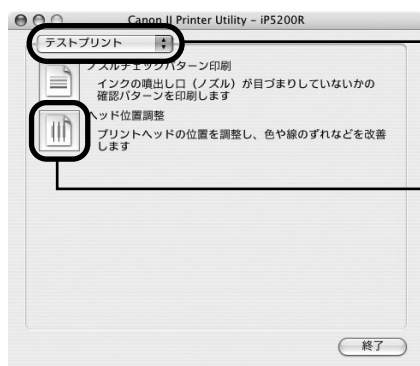 Canon IJ Printer Utility – iP5200R
テストプリント
ノズルチェックパターン印刷
インクの噴出し口（ノズル）が目づまりしていないかの
確認パターンを印刷します
ヘッド位置調整
プリントヘッドの位置を調整し、色や線のずれなどを改善
します
終了